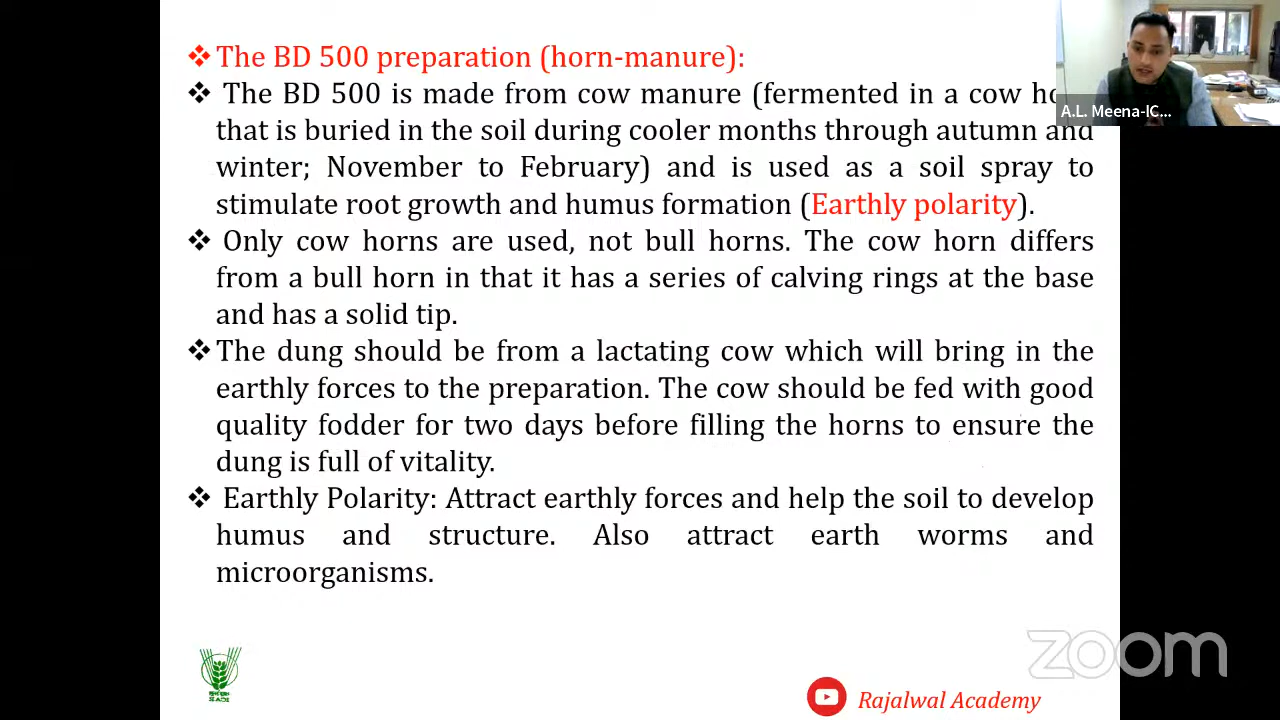 The BD 500 preparation (horn-manure):
The BD 500 is made from cow manure (fermented in a cow
that is buried in the soil during cooler months through autumn and
winter; November to February) and is used as a soil spray to
stimulate root growth and humus formation (Earthly polarity).
Only cow horns are used, not bull horns. The cow horn differs
from a bull horn in that it has a series of calving rings at the base
and has a solid tip.
The dung should be from a lactating cow which will bring in the
earthly forces to the preparation. The cow should be fed with good
quality fodder for two days before filling the horns to ensure the
dung is full of vitality.
Earthly Polarity: Attract earthly forces and help the soil to develop
humus and structure. Also attract earth worms and
microorganisms.
A.L. Meena-IC...
zoom
Rajalwal Academy